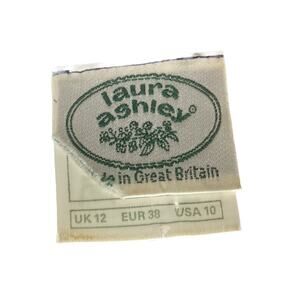 laura
ashley®
in Great Britain
UK 12 EUR 38 USA 10